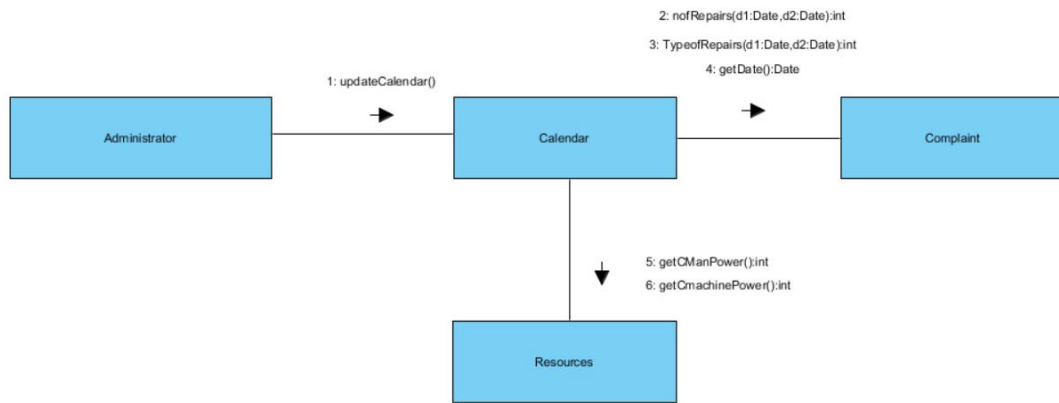 2: nofRepairs(d1:Date,d2:Date):int
3: TypeofRepairs(d1:Date,d2:Date):int
4: getDate():Date
1: updateCalendar()
Administrator
Calendar
Complaint
5: getCManPower():int
6: getCmachinePower():int
Resources